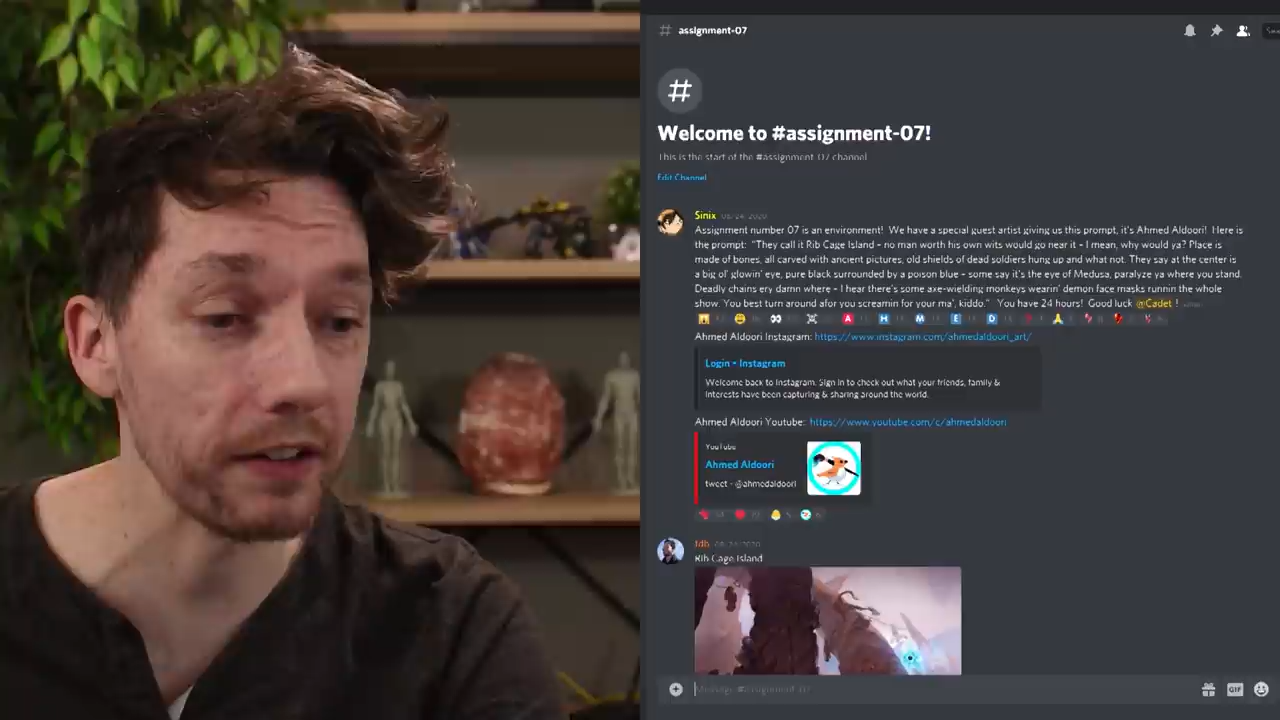 assignment-07
Welcome to #assignment-07!
This is the start of the #assignment-07 channel
Edit Channel
Sinix 08/24/2020
Assignment number 07 is an environment! We have a special guest artist giving us this prompt, it's Ahmed Aldoori! Here is
the prompt: "They call it Rib Cage Island - no man worth his own wits would go near it - I mean, why would ya? Place is
made of bones, all carved with ancient pictures, old shields of dead soldiers hung up and what not. They say at the center is
a big ol' glowin' eye, pure black surrounded by a poison blue - some say it's the eye of Medusa, paralyze ya where you stand.
Deadly chains ery damn where - I hear there's some axe-wielding monkeys wearin' demon face masks runnin the whole
show. You best turn around afor you screamin for your ma', kiddo." You have 24 hours! Good luck @Cadet !
A H M E D
Ahmed Aldoori Instagram: https://www.instagram.com/ahmedaldoori_art/
Login • Instagram
Welcome back to Instagram. Sign in to check out what your friends, family &
interests have been capturing & sharing around the world.
Ahmed Aldoori Youtube: https://www.youtube.com/c/ahmedaldoori
YouTube
Ahmed Aldoori
tweet - @ahmedaldoori
08/24/2020
Rib Cage Island
Message #assignment-07
GIF